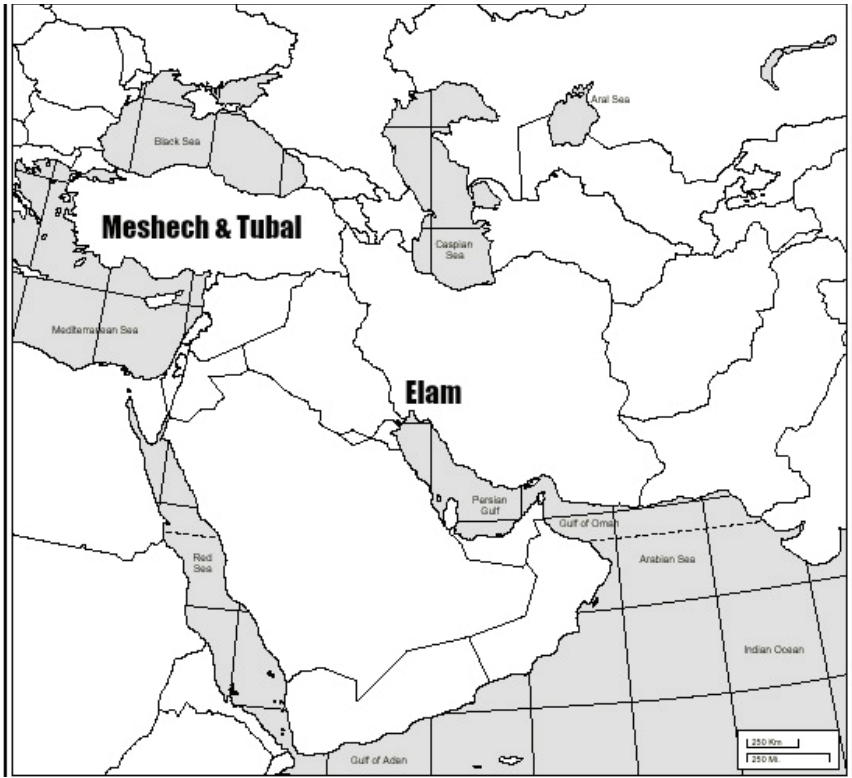 Aral Sea
Black Sea
Meshech & Tubal
Caspian
Sea
Mediterranean Sea
Elam
Persian
Gulf
Gulf of Oman
Red
Sea
Arabian Sea
Indian Ocean
250 Km
250 Mi.
Gulf of Aden